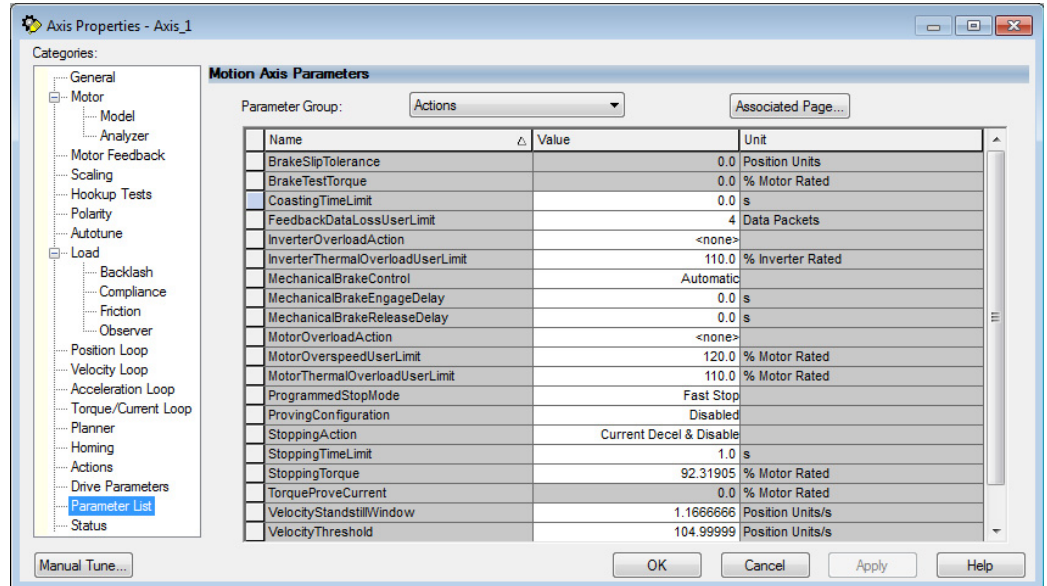 Axis Properties - Axis_1
Categories:
General
Motor
Model
Analyzer
Motor Feedback
Scaling
Hookup Tests
Polarity
Autotune
Load
Backlash
Compliance
Friction
Observer
Position Loop
Velocity Loop
Acceleration Loop
Torque/Current Loop
Planner
Homing
Actions
Drive Parameters
Parameter List
Status
Motion Axis Parameters
Parameter Group: Actions Associated Page...
Name Value Unit
BrakeSlipTolerance 0.0 Position Units
BrakeTestTorque 0.0 % Motor Rated
CoastingTimeLimit 0.0 s
FeedbackDataLossUserLimit 4 Data Packets
InverterOverloadAction <none>
InverterThermalOverloadUserLimit 110.0 % Inverter Rated
MechanicalBrakeControl Automatic
MechanicalBrakeEngageDelay 0.0 s
MechanicalBrakeReleaseDelay 0.0 s
MotorOverloadAction <none>
MotorOverspeedUserLimit 120.0 % Motor Rated
MotorThermalOverloadUserLimit 110.0 % Motor Rated
ProgrammedStopMode Fast Stop
ProvingConfiguration Disabled
StoppingAction Current Decel & Disable
StoppingTimeLimit 1.0 s
StoppingTorque 92.31905 % Motor Rated
TorqueProveCurrent 0.0 % Motor Rated
VelocityStandstillWindow 1.1666666 Position Units/s
VelocityThreshold 104.99999 Position Units/s
Manual Tune... OK Cancel Apply Help